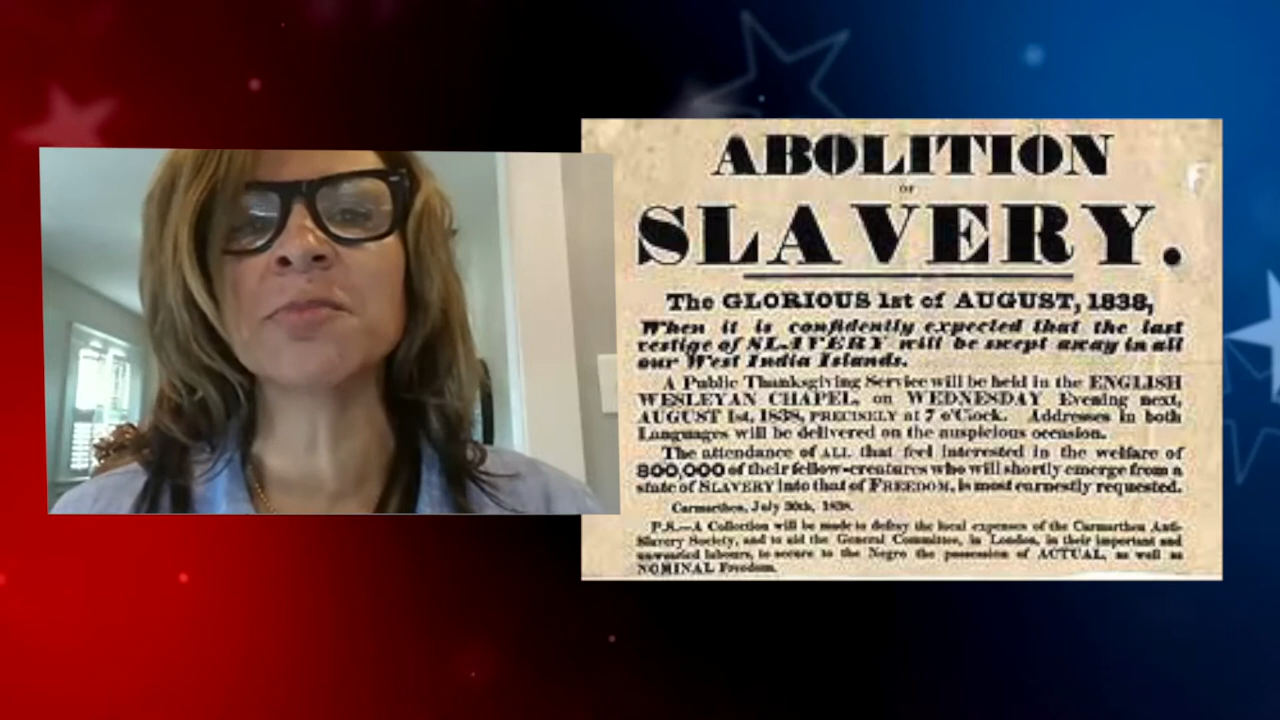 ABOLITION
OF
SLAVERY.
The GLORIOUS 1st of AUGUST, 1838,
When it is confidently expected that the last
vestige of SLAVERY will be swept away in all
our West India Islands.
A Public Thanksgiving Service will be held in the ENGLISH
WESLEYAN CHAPEL, on WEDNESDAY Evening next,
AUGUST 1st, 1838, PRECISELY at 7 o'Clock. Addresses in both
Languages will be delivered on the auspicious occasion.
The attendance of ALL that feel interested in the welfare of
800,000 of their fellow-creatures who will shortly emerge from a
state of SLAVERY into that of FREEDOM, is most earnestly requested.
Carmarthen, July 30th, 1838.
P.S.—A Collection will be made to defray the local expenses of the Carmarthen Anti-
Slavery Society, and to aid the General Committee, in London, in their important and
unwearied labours, to secure to the Negro the possession of ACTUAL, as well as
NOMINAL Freedom.